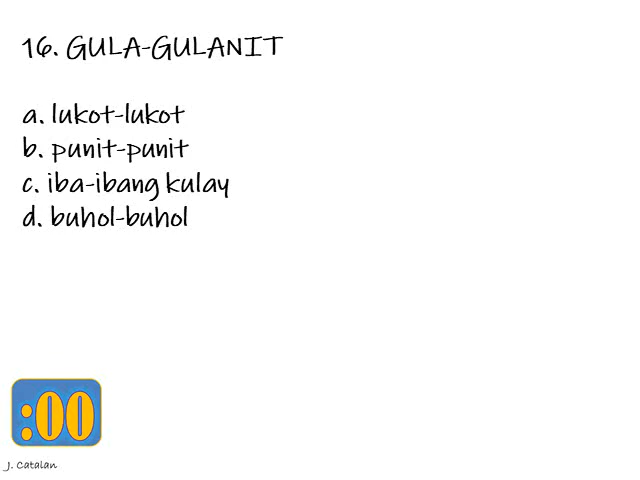 16. GULA-GULANIT
a. lukot-lukot
b. punit-punit
c. iba-ibang kulay
d. buhol-buhol
:00
J. Catalan